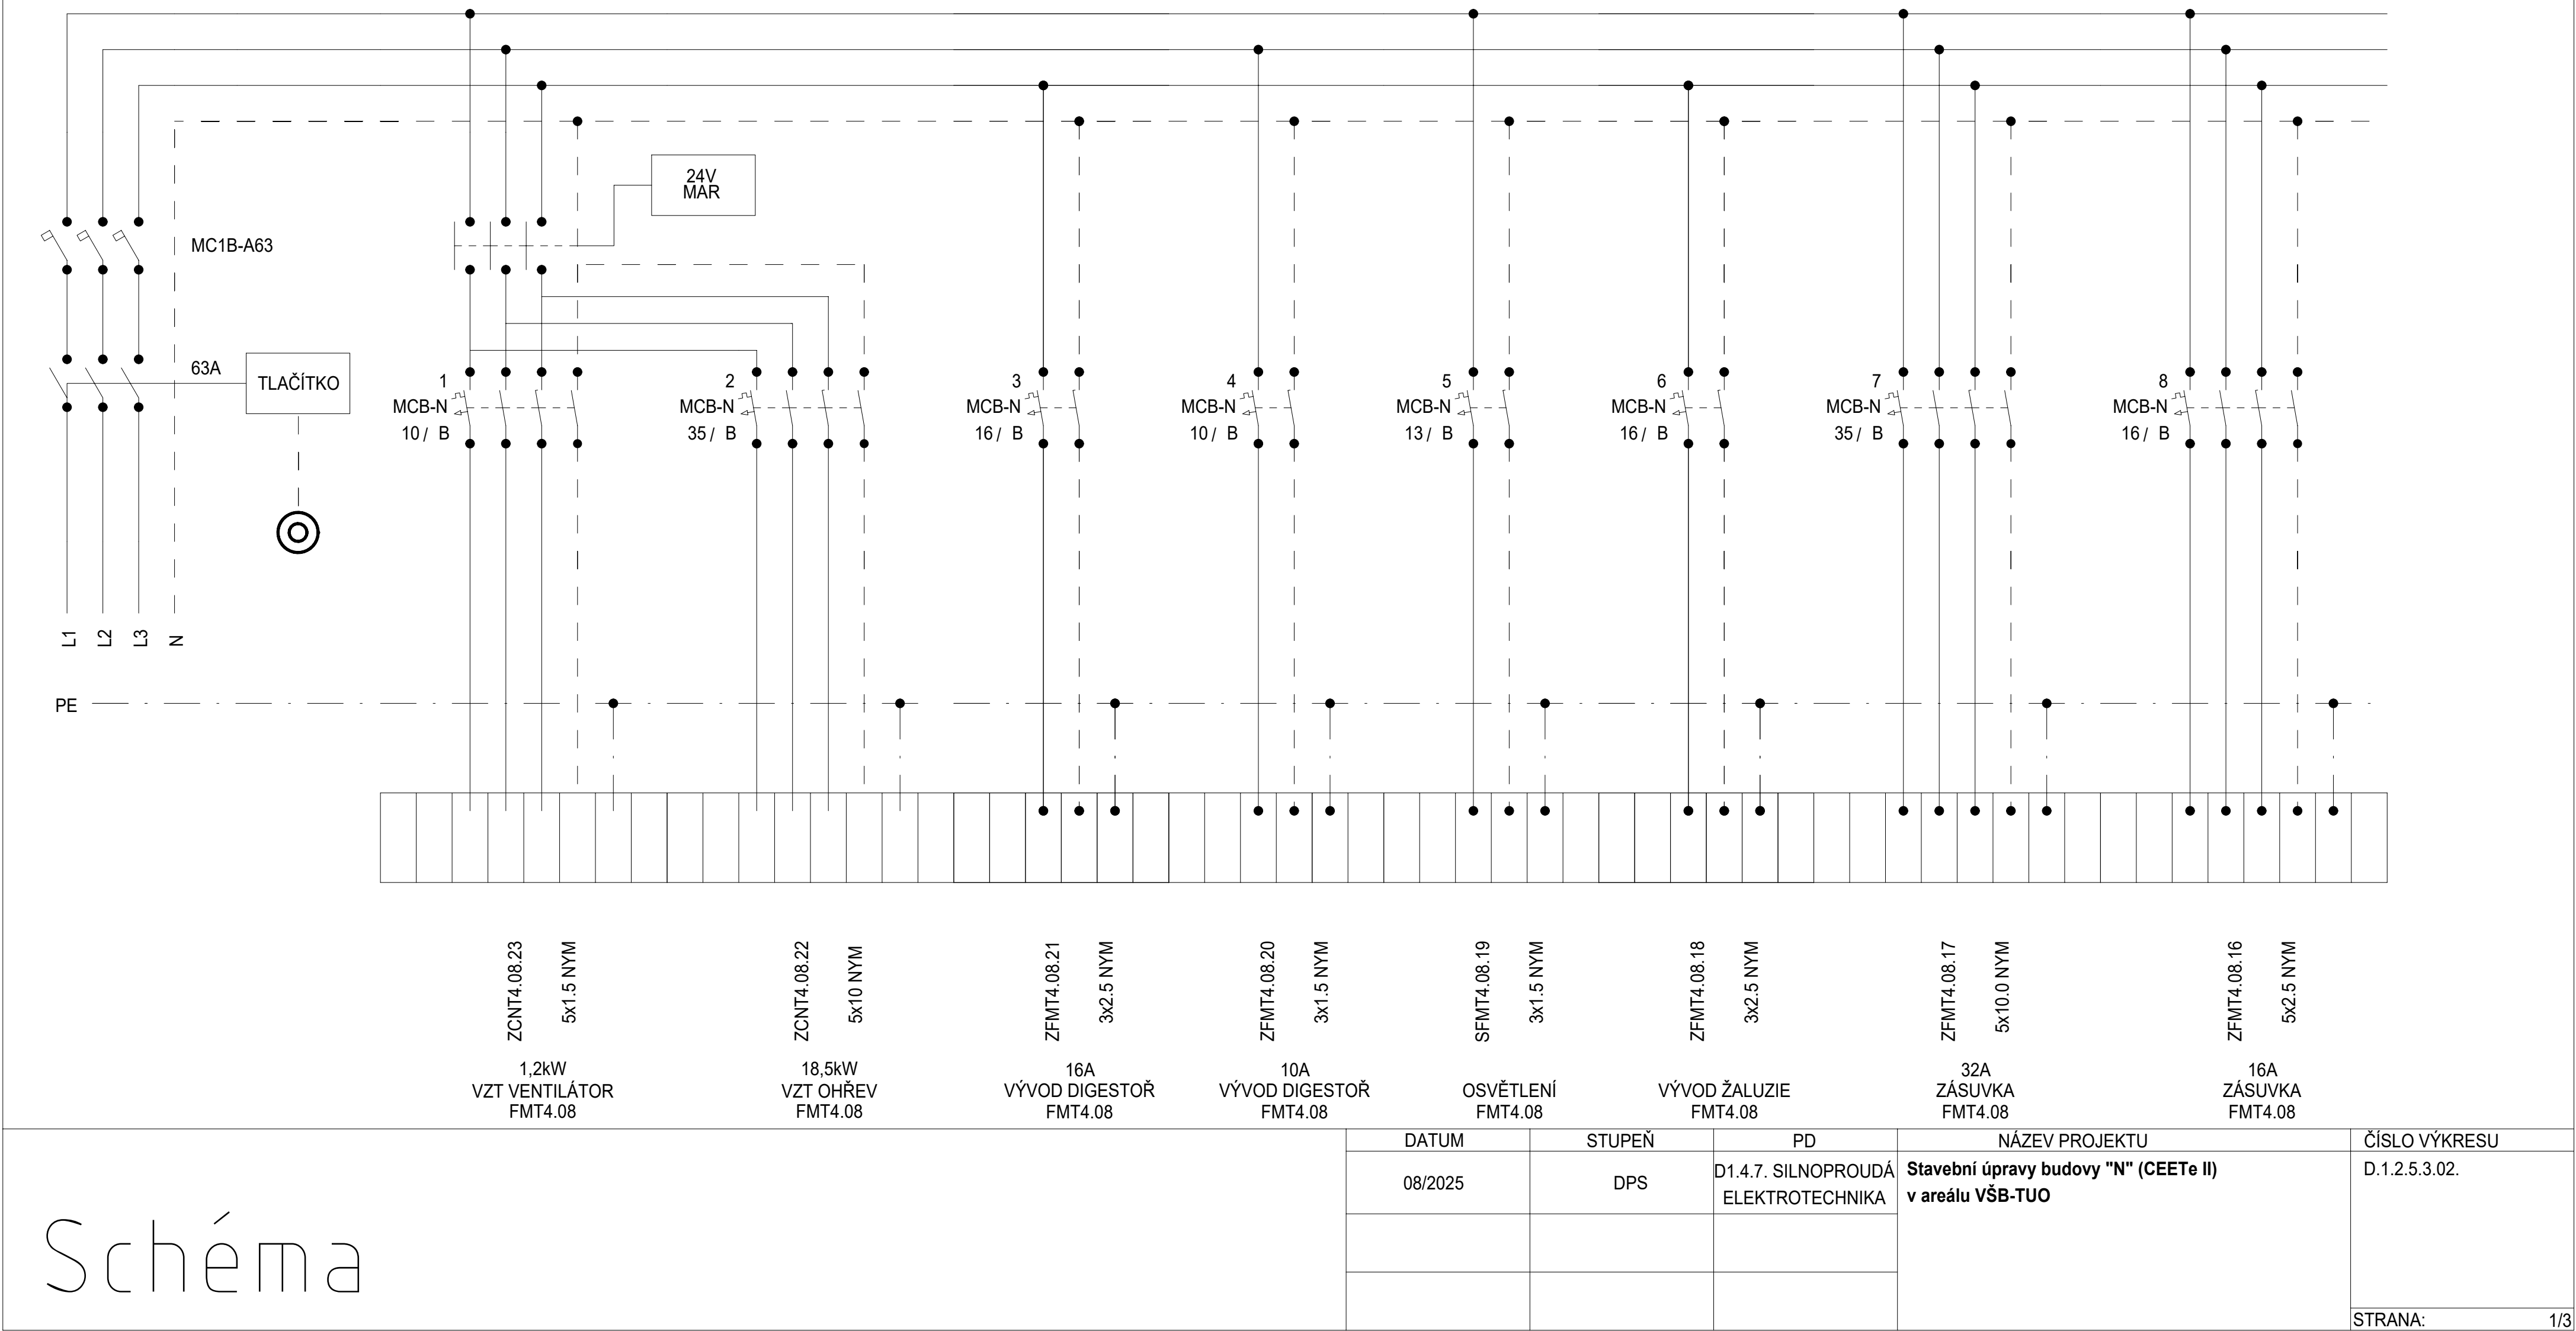 24V
MAR
MC1B-A63
63A
TLAČÍTKO
1
MCB-N
10 / B
2
MCB-N
35 / B
3
MCB-N
16 / B
4
MCB-N
10 / B
5
MCB-N
13 / B
6
MCB-N
16 / B
7
MCB-N
35 / B
8
MCB-N
16 / B
L1
L2
L3
N
PE
ZCNT4.08.23
5x1.5 NYM
ZCNT4.08.22
5x10 NYM
ZFMT4.08.21
3x2.5 NYM
ZFMT4.08.20
3x1.5 NYM
SFMT4.08.19
3x1.5 NYM
ZFMT4.08.18
3x2.5 NYM
ZFMT4.08.17
5x10.0 NYM
ZFMT4.08.16
5x2.5 NYM
1,2kW
VZT VENTILÁTOR
FMT4.08
18,5kW
VZT OHŘEV
FMT4.08
16A
VÝVOD DIGESTOŘ
FMT4.08
10A
VÝVOD DIGESTOŘ
FMT4.08
OSVĚTLENÍ
FMT4.08
VÝVOD ŽALUZIE
FMT4.08
32A
ZÁSUVKA
FMT4.08
16A
ZÁSUVKA
FMT4.08
Schéma
DATUM
08/2025
STUPEŇ
DPS
PD
D1.4.7. SILNOPROUDÁ
ELEKTROTECHNIKA
NÁZEV PROJEKTU
Stavební úpravy budovy "N" (CEETe II)
v areálu VŠB-TUO
ČÍSLO VÝKRESU
D.1.2.5.3.02.
STRANA: 1/3